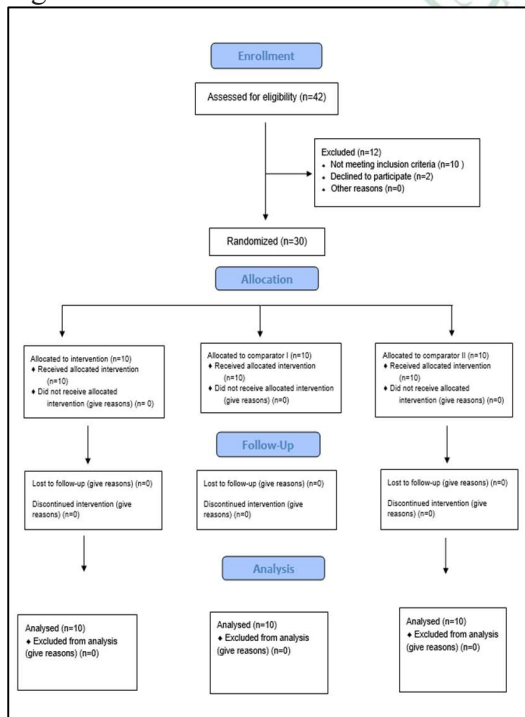 Enrollment
Assessed for eligibility (n=42)
Excluded (n=12)
• Not meeting inclusion criteria (n=10 )
• Declined to participate (n=2)
• Other reasons (n=0)
Randomized (n=30)
Allocation
Allocated to intervention (n=10)
♦ Received allocated intervention
(n=10)
♦ Did not receive allocated
intervention (give reasons) (n= 0)
Allocated to comparator I (n=10)
♦ Received allocated intervention
(n=10)
♦ Did not receive allocated intervention
(give reasons) (n=0)
Allocated to comparator II (n=10)
♦ Received allocated intervention
(n=10)
♦ Did not receive allocated
intervention (give reasons) (n=0)
Follow-Up
Lost to follow-up (give reasons) (n=0)
Discontinued intervention (give
reasons) (n=0)
Lost to follow-up (give reasons) (n=0)
Discontinued intervention (give
reasons) (n=0)
Lost to follow-up (give reasons) (n=0)
Discontinued intervention (give
reasons) (n=0)
Analysis
Analysed (n=10)
♦ Excluded from analysis
(give reasons) (n=0)
Analysed (n=10)
♦ Excluded from analysis
(give reasons) (n=0)
Analysed (n=10)
♦ Excluded from analysis
(give reasons) (n=0)